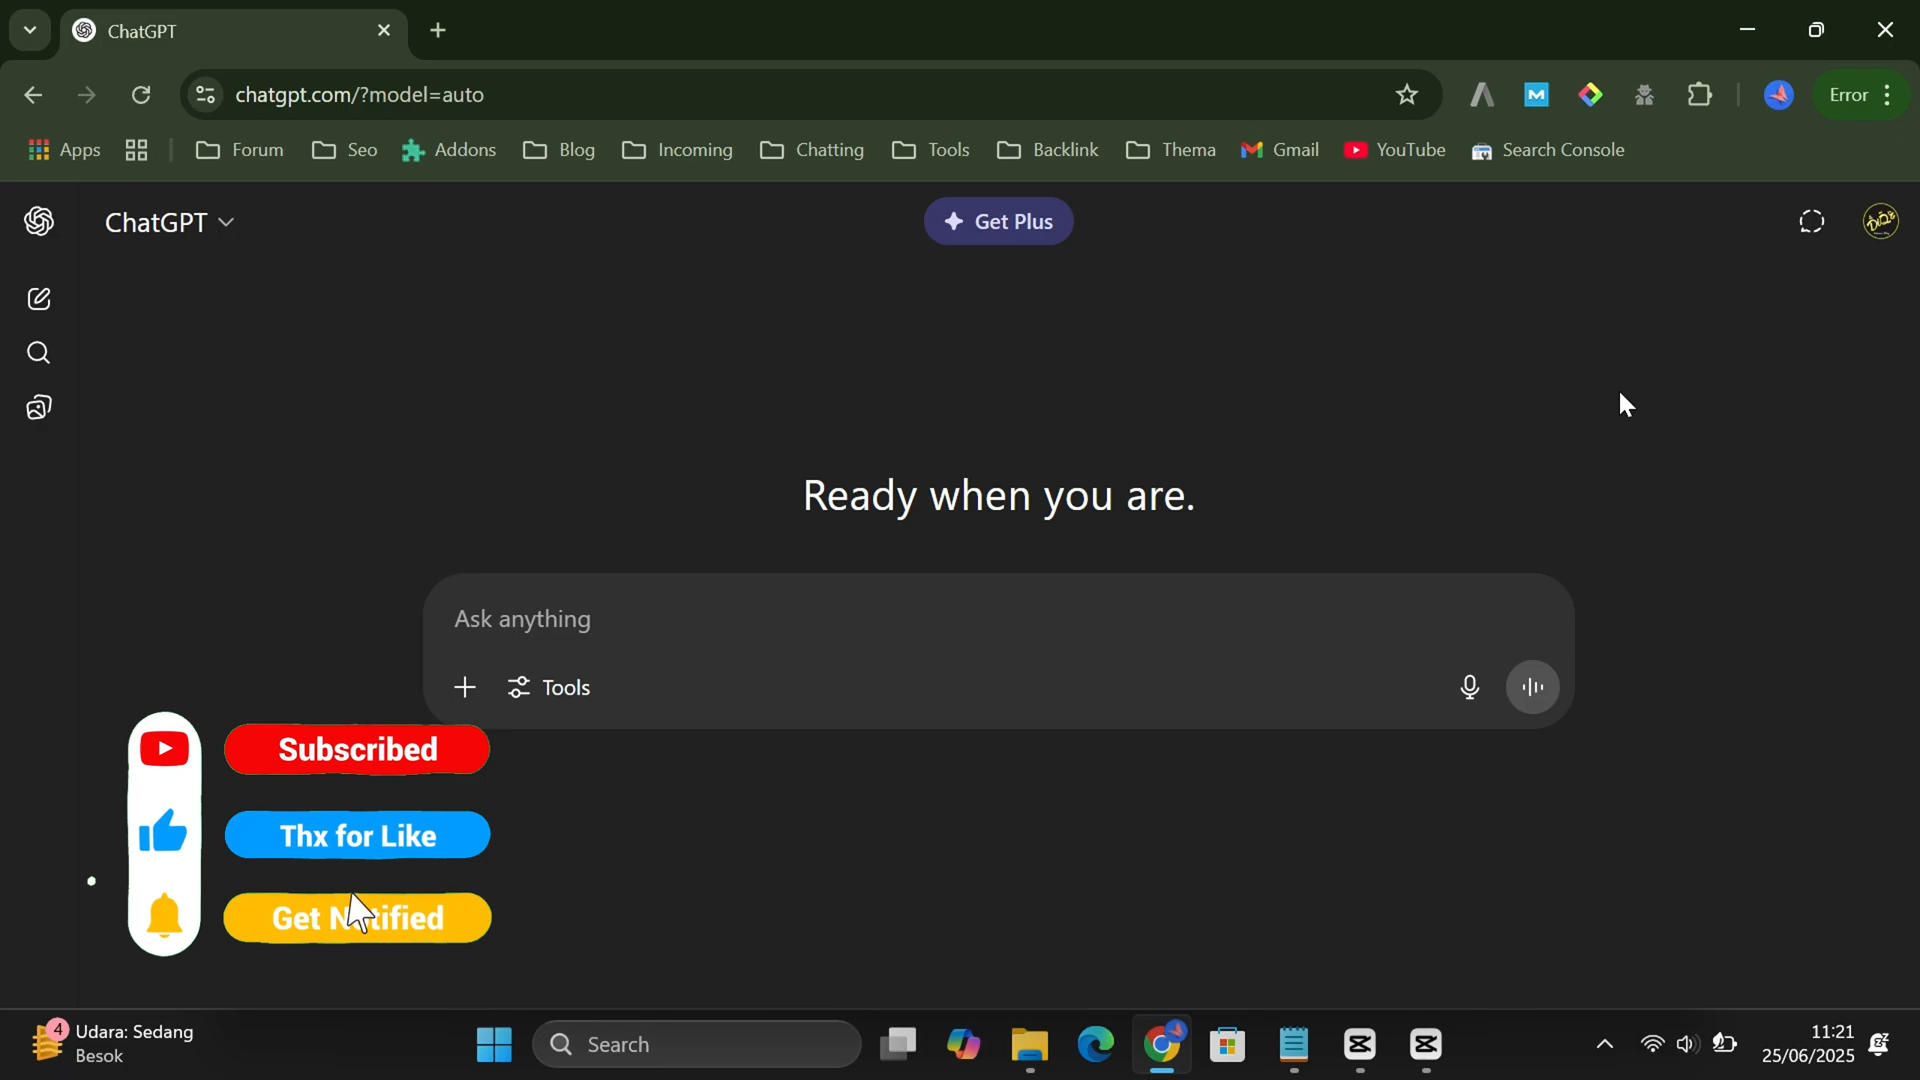 ChatGPT
chatgpt.com/?model=auto
Error
Apps
Forum
Seo
Addons
Blog
Incoming
Chatting
Tools
Backlink
Thema
Gmail
YouTube
Search Console
ChatGPT
Get Plus
Ready when you are.
Ask anything
Tools
Subscribed
Thx for Like
Get Notified
4
Udara: Sedang
Besok
Search
11:21
25/06/2025